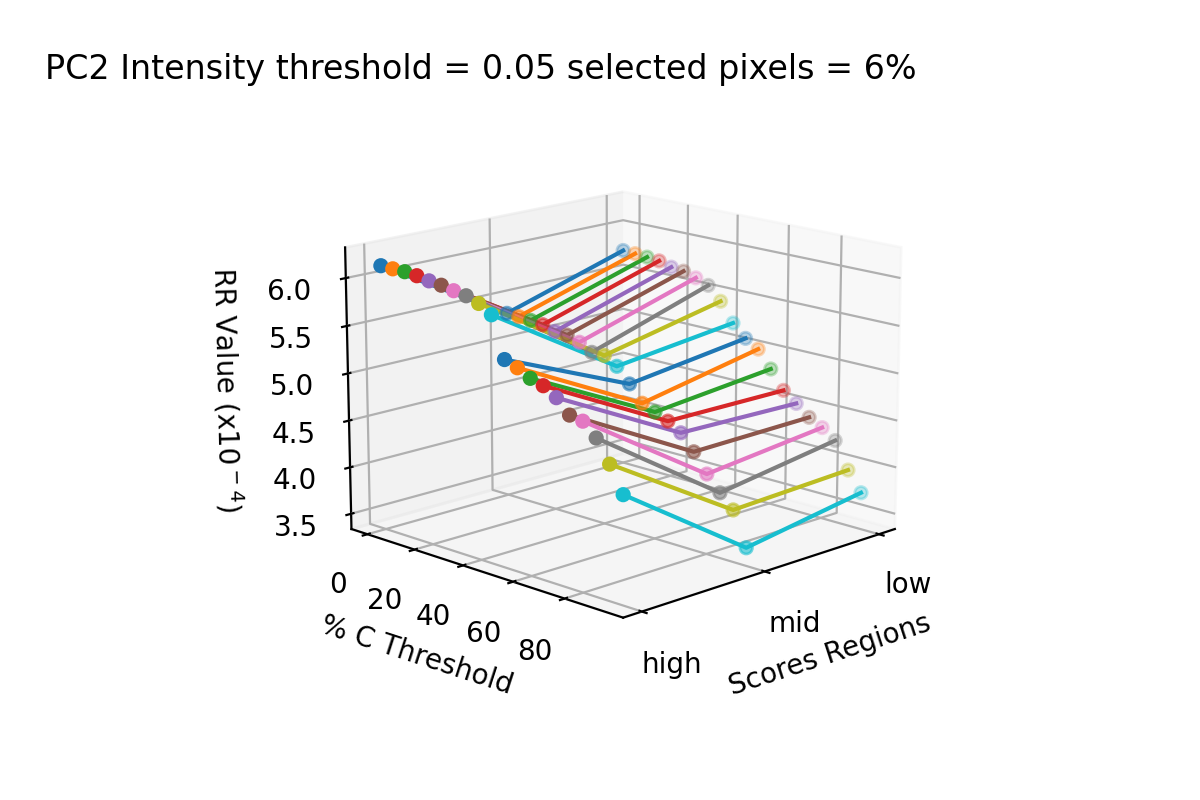 PC2 Intensity threshold = 0.05 selected pixels = 6%
RR Value (x10⁻⁴)
6.0
5.5
5.0
4.5
4.0
3.5
0
20
40
60
80
% C Threshold
high
mid
low
Scores Regions